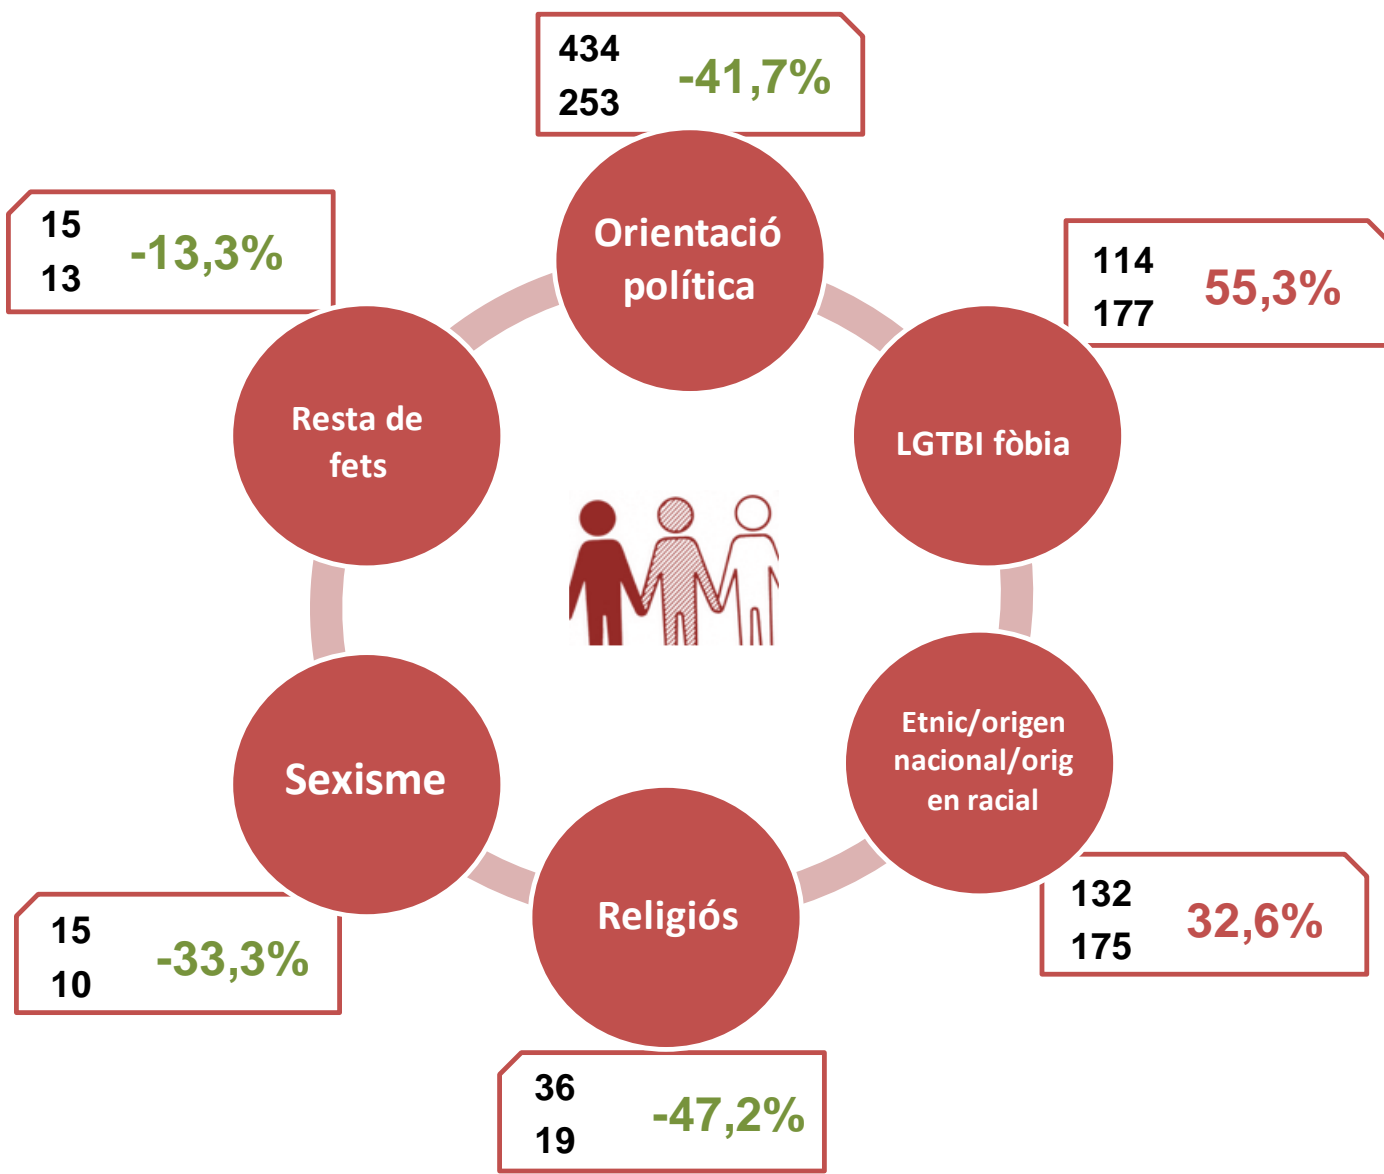 434
253
-41,7%
Orientació
política
114
177
55,3%
LGTBI fòbia
Etnic/origen
nacional/orig
en racial
132
175
32,6%
Religiós
36
19
-47,2%
Sexisme
15
10
-33,3%
Resta de
fets
15
13
-13,3%